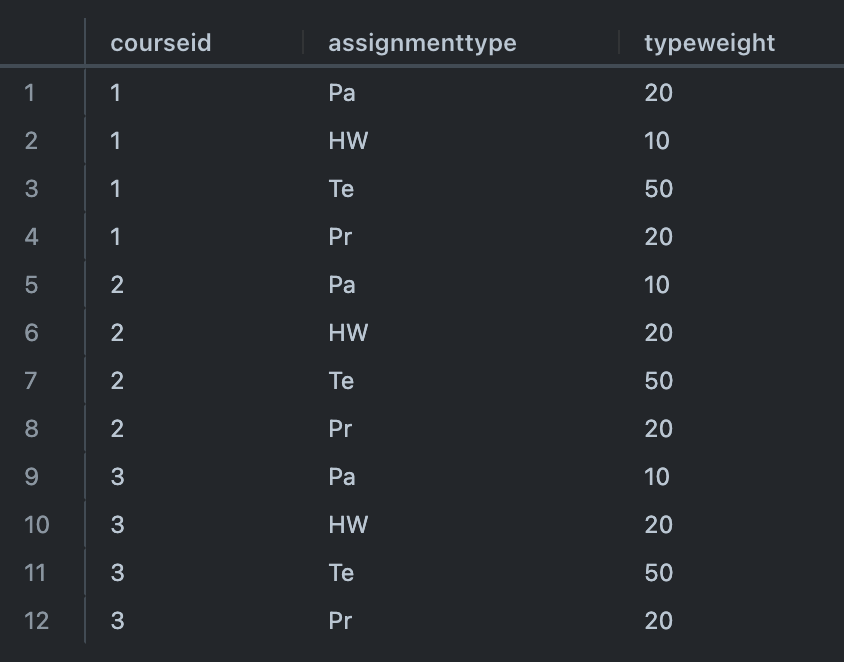 courseid assignmenttype typeweight
1 1 Pa 20
2 1 HW 10
3 1 Te 50
4 1 Pr 20
5 2 Pa 10
6 2 HW 20
7 2 Te 50
8 2 Pr 20
9 3 Pa 10
10 3 HW 20
11 3 Te 50
12 3 Pr 20